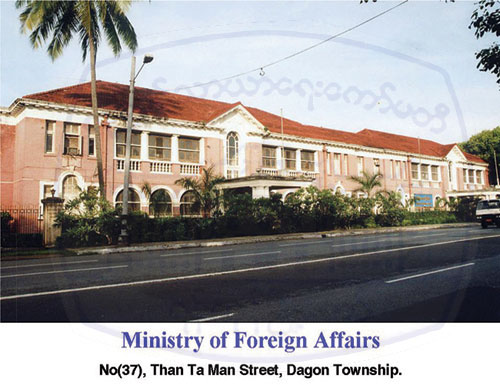 Ministry of Foreign Affairs
No(37), Than Ta Man Street, Dagon Township.